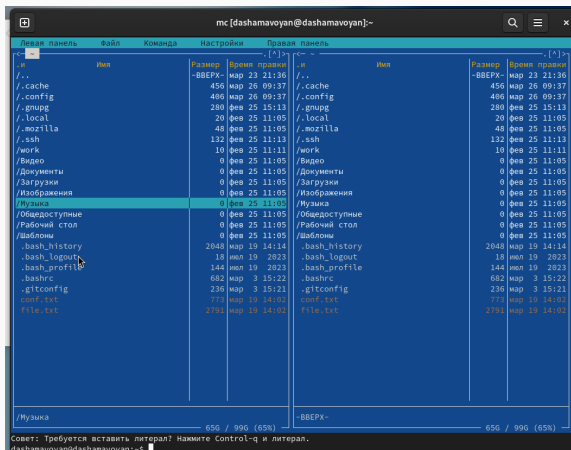 mc [dashamavoyan@dashamavoyan]:~
Левая панель Файл Команда Настройки Правая панель
<- ~ .[^]> <- ~ .[^]>
.и Имя Размер Время правки .и Имя Размер Время правки
/.. -ВВЕРХ- мар 23 21:36 /.. -ВВЕРХ- мар 23 21:36
/.cache 456 мар 26 09:37 /.cache 456 мар 26 09:37
/.config 406 мар 26 09:37 /.config 406 мар 26 09:37
/.gnupg 280 фев 25 15:13 /.gnupg 280 фев 25 15:13
/.local 20 фев 25 11:05 /.local 20 фев 25 11:05
/.mozilla 48 фев 25 11:05 /.mozilla 48 фев 25 11:05
/.ssh 132 фев 25 11:13 /.ssh 132 фев 25 11:13
/work 10 фев 25 11:11 /work 10 фев 25 11:11
/Видео 0 фев 25 11:05 /Видео 0 фев 25 11:05
/Документы 0 фев 25 11:05 /Документы 0 фев 25 11:05
/Загрузки 0 фев 25 11:05 /Загрузки 0 фев 25 11:05
/Изображения 0 фев 25 11:05 /Изображения 0 фев 25 11:05
/Музыка 0 фев 25 11:05 /Музыка 0 фев 25 11:05
/Общедоступные 0 фев 25 11:05 /Общедоступные 0 фев 25 11:05
/Рабочий стол 0 фев 25 11:05 /Рабочий стол 0 фев 25 11:05
/Шаблоны 0 фев 25 11:05 /Шаблоны 0 фев 25 11:05
.bash_history 2048 мар 19 14:14 .bash_history 2048 мар 19 14:14
.bash_logout 18 июл 19 2023 .bash_logout 18 июл 19 2023
.bash_profile 144 июл 19 2023 .bash_profile 144 июл 19 2023
.bashrc 682 мар 3 15:22 .bashrc 682 мар 3 15:22
.gitconfig 236 мар 3 15:21 .gitconfig 236 мар 3 15:21
conf.txt 773 мар 19 14:02 conf.txt 773 мар 19 14:02
file.txt 2791 мар 19 14:02 file.txt 2791 мар 19 14:02
/Музыка -ВВЕРХ-
65G / 99G (65%) 65G / 99G (65%)
Совет: Требуется вставить литерал? Нажмите Control-q и литерал.
dashamavoyan@dashamavoyan:~$